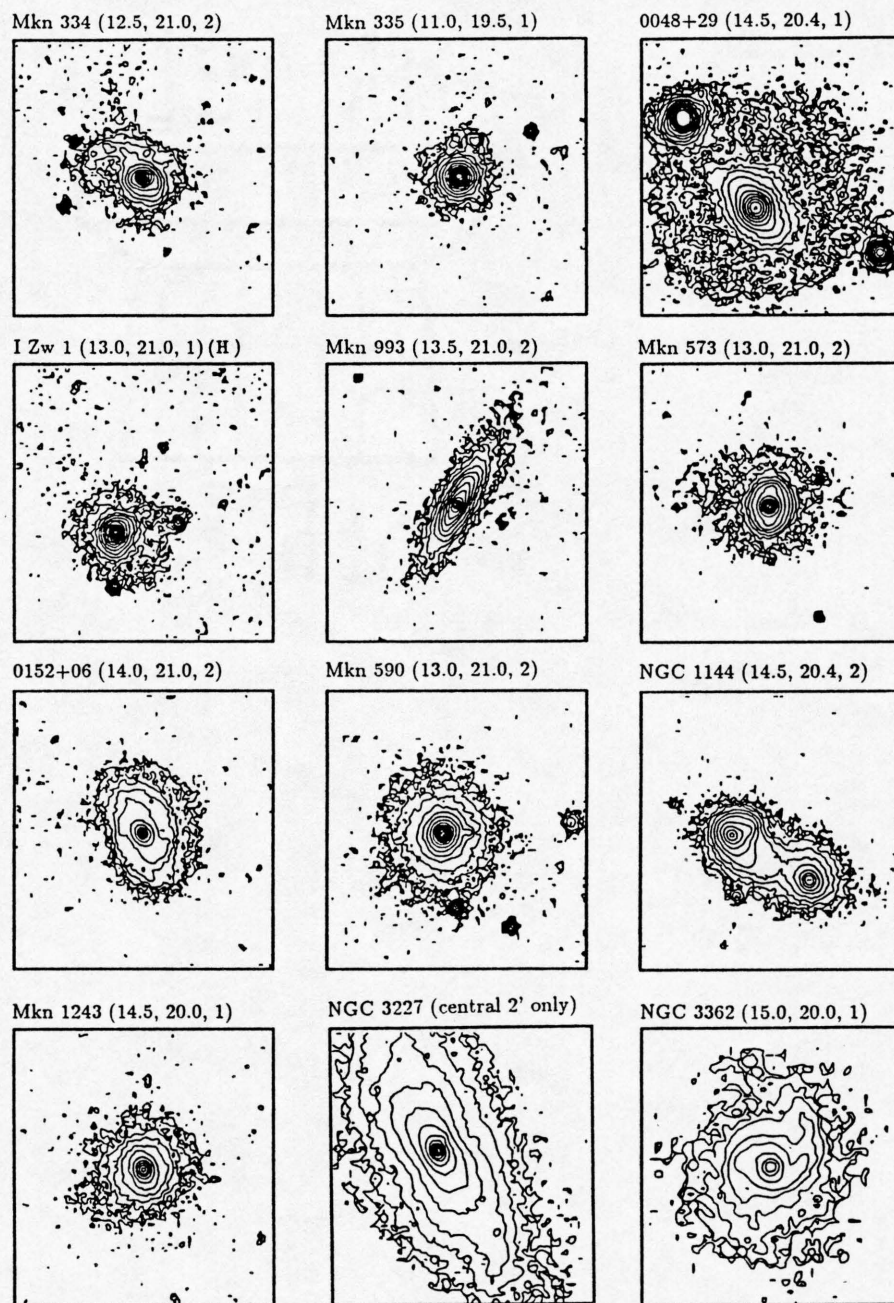 Mkn 334 (12.5, 21.0, 2)
Mkn 335 (11.0, 19.5, 1)
0048+29 (14.5, 20.4, 1)
I Zw 1 (13.0, 21.0, 1)(H)
Mkn 993 (13.5, 21.0, 2)
Mkn 573 (13.0, 21.0, 2)
0152+06 (14.0, 21.0, 2)
Mkn 590 (13.0, 21.0, 2)
NGC 1144 (14.5, 20.4, 2)
Mkn 1243 (14.5, 20.0, 1)
NGC 3227 (central 2' only)
NGC 3362 (15.0, 20.0, 1)